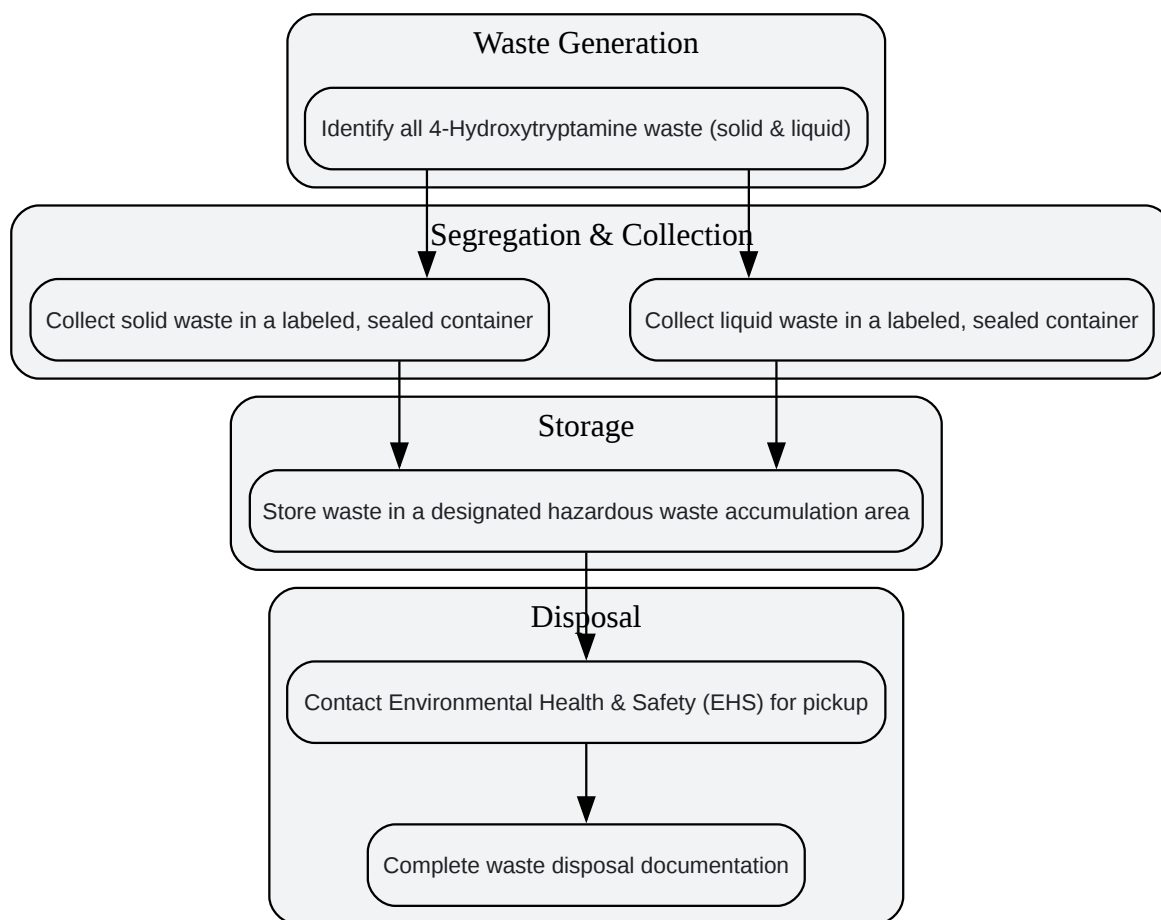 Waste Generation
Identify all 4-Hydroxytryptamine waste (solid & liquid)
Segregation & Collection
Collect solid waste in a labeled, sealed container
Collect liquid waste in a labeled, sealed container
Storage
Store waste in a designated hazardous waste accumulation area
Disposal
Contact Environmental Health & Safety (EHS) for pickup
Complete waste disposal documentation